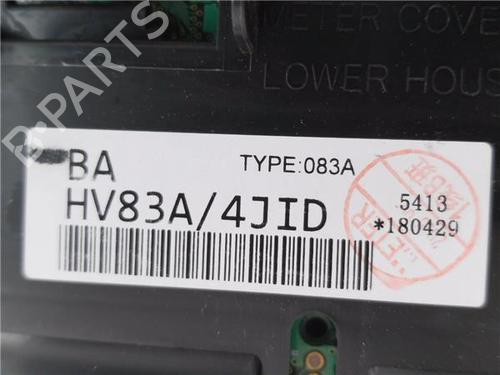 METER COVE
LOWER HOUS
B-PARTS
BA
TYPE:083A
HV83A/4JID
5413
*180429